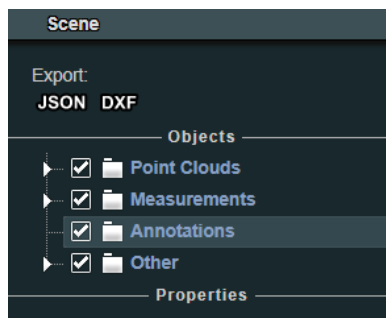 Scene
Export:
JSON DXF
Objects
Point Clouds
Measurements
Annotations
Other
Properties